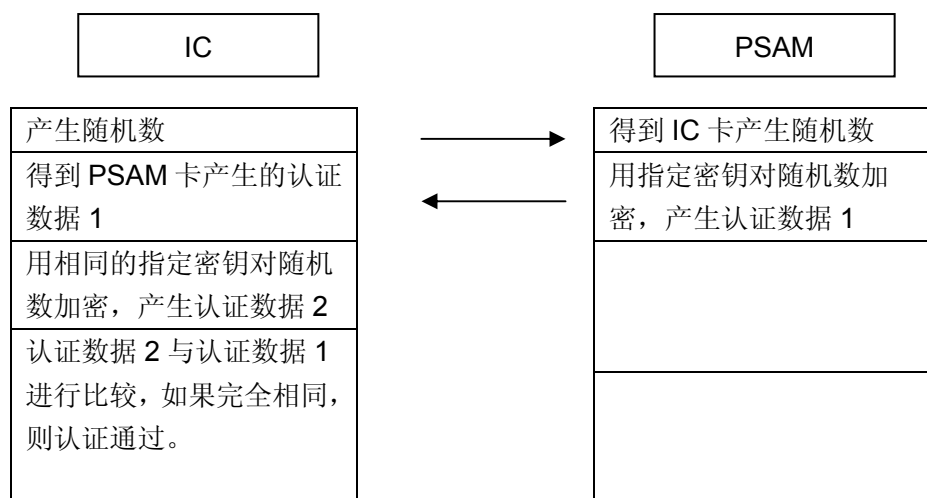 IC
PSAM
产生随机数
得到 PSAM 卡产生的认证
数据 1
用相同的指定密钥对随机
数加密，产生认证数据 2
认证数据 2 与认证数据 1
进行比较，如果完全相同，
则认证通过。
得到 IC 卡产生随机数
用指定密钥对随机数加
密，产生认证数据 1